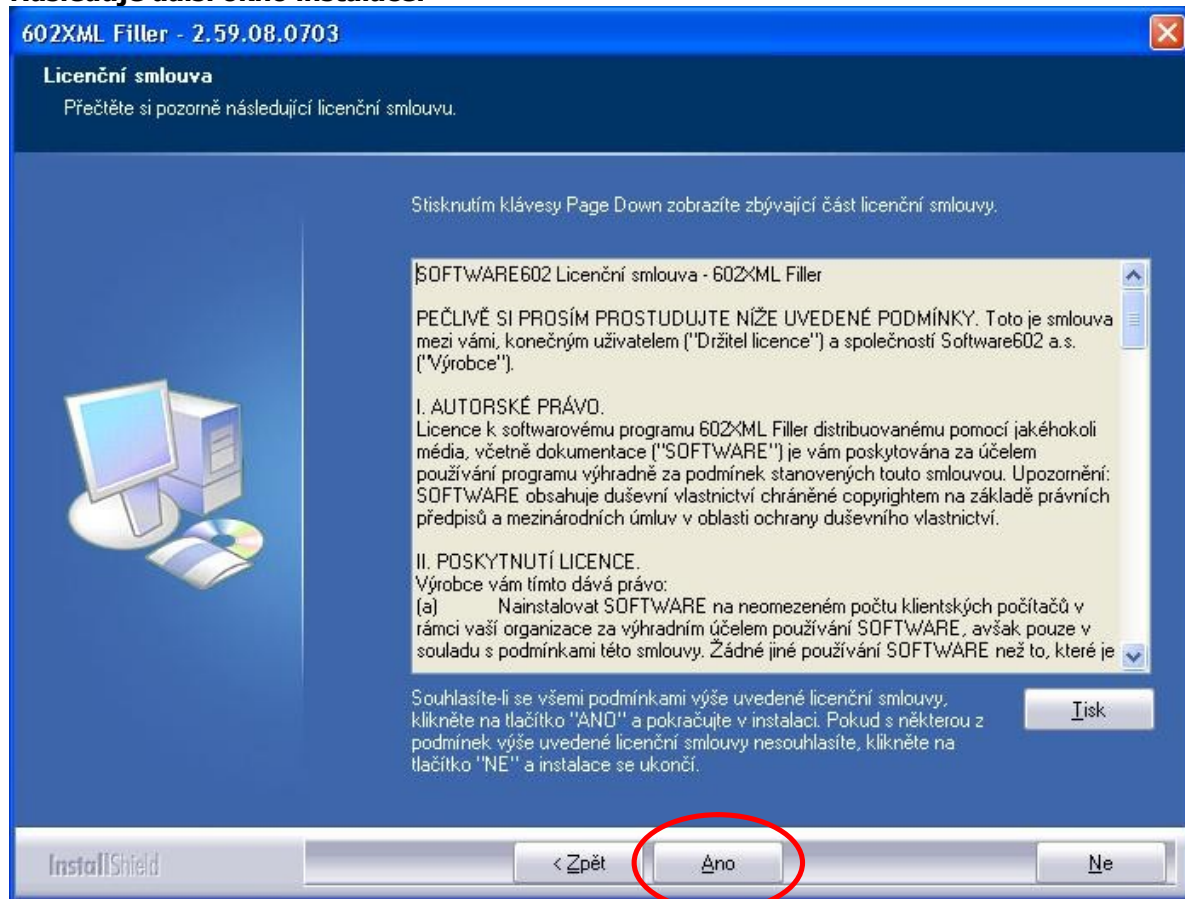 Následuje další okno instalace.
602XML Filler - 2.59.08.0703
Licenční smlouva
Přečtěte si pozorně následující licenční smlouvu.
Stisknutím klávesy Page Down zobrazíte zbývající část licenční smlouvy.
SOFTWARE602 Licenční smlouva - 602XML Filler
PEČLIVĚ SI PROSÍM PROSTUDUJTE NÍŽE UVEDENÉ PODMÍNKY. Toto je smlouva
mezi vámi, konečným uživatelem ("Držitel licence") a společností Software602 a.s.
("Výrobce").
I. AUTORSKÉ PRÁVO.
Licence k softwarovému programu 602XML Filler distribuovanému pomocí jakéhokoli
média, včetně dokumentace ("SOFTWARE") je vám poskytována za účelem
používání programu výhradně za podmínek stanovených touto smlouvou. Upozornění:
SOFTWARE obsahuje duševní vlastnictví chráněné copyrightem na základě právních
předpisů a mezinárodních úmluv v oblasti ochrany duševního vlastnictví.
II. POSKYTNUTÍ LICENCE.
Výrobce vám tímto dává právo:
(a) Nainstalovat SOFTWARE na neomezeném počtu klientských počítačů v
rámci vaší organizace za výhradním účelem používání SOFTWARE, avšak pouze v
souladu s podmínkami této smlouvy. Žádné jiné používání SOFTWARE než to, které je
Souhlasíte-li se všemi podmínkami výše uvedené licenční smlouvy,
klikněte na tlačítko "ANO" a pokračujte v instalaci. Pokud s některou z
podmínek výše uvedené licenční smlouvy nesouhlasíte, klikněte na
tlačítko "NE" a instalace se ukončí.
Tisk
InstallShield
< Zpět
Ano
Ne